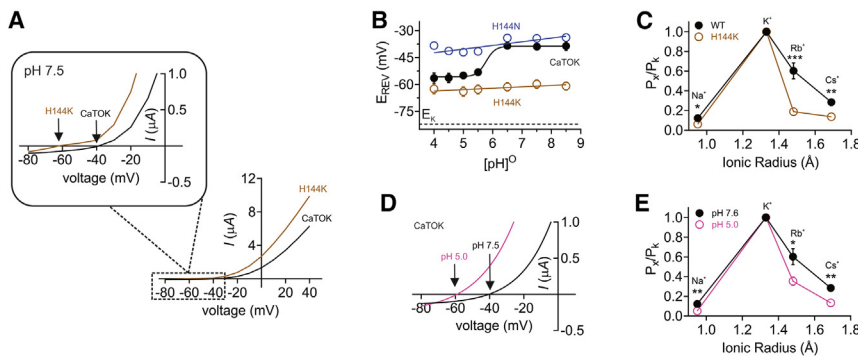 A
pH 7.5
H144K
CaTOK
1.0
0.5
I (μA)
-80 -60 -40 -20
voltage (mV)
-0.5
12
8
4
I (μA)
H144K
CaTOK
-80 -60 -40 -20
20 40
voltage (mV)
B
H144N
CaTOK
H144K
-30
-45
-60
-75
E_REV (mV)
E_K
4 5 6 7 8 9
[pH]^O
C
WT
H144K
K⁺
Rb⁺
***
Cs⁺
**
Na⁺
*
1.0
0.8
0.6
0.4
0.2
0.0
P_X/P_K
1.0 1.2 1.4 1.6 1.8
Ionic Radius (Å)
D
CaTOK
pH 5.0
pH 7.5
1.0
0.5
I (μA)
-80 -60 -40 -20
voltage (mV)
-0.5
E
pH 7.6
pH 5.0
K⁺
Rb⁺
*
Cs⁺
**
Na⁺
**
1.0
0.8
0.6
0.4
0.2
0.0
P_X/P_K
1.0 1.2 1.4 1.6 1.8
Ionic Radius (Å)